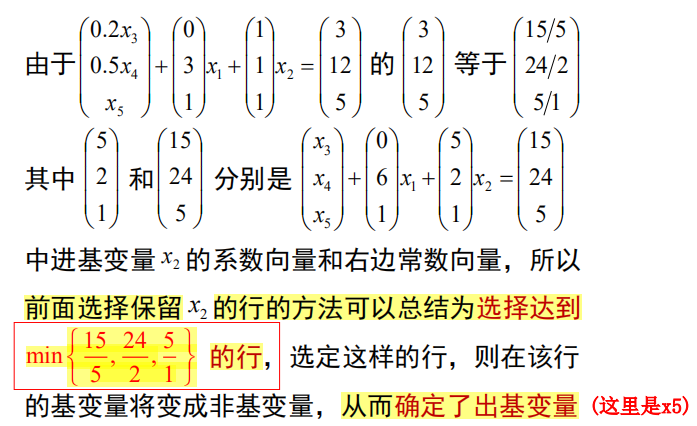 由于 $\begin{pmatrix} 0.2x_3 \\ 0.5x_4 \\ x_5 \end{pmatrix} + \begin{pmatrix} 0 \\ 3 \\ 1 \end{pmatrix} x_1 + \begin{pmatrix} 1 \\ 1 \\ 1 \end{pmatrix} x_2 = \begin{pmatrix} 3 \\ 12 \\ 5 \end{pmatrix}$ 的 $\begin{pmatrix} 3 \\ 12 \\ 5 \end{pmatrix}$ 等于 $\begin{pmatrix} 15/5 \\ 24/2 \\ 5/1 \end{pmatrix}$
其中 $\begin{pmatrix} 5 \\ 2 \\ 1 \end{pmatrix}$ 和 $\begin{pmatrix} 15 \\ 24 \\ 5 \end{pmatrix}$ 分别是 $\begin{pmatrix} x_3 \\ x_4 \\ x_5 \end{pmatrix} + \begin{pmatrix} 0 \\ 6 \\ 1 \end{pmatrix} x_1 + \begin{pmatrix} 5 \\ 2 \\ 1 \end{pmatrix} x_2 = \begin{pmatrix} 15 \\ 24 \\ 5 \end{pmatrix}$
中进基变量 $x_2$ 的系数向量和右边常数向量，所以
前面选择保留 $x_2$ 的行的方法可以总结为选择达到
$\min\left\{\frac{15}{5}, \frac{24}{2}, \frac{5}{1}\right\}$ 的行，选定这样的行，则在该行
的基变量将变成非基变量，从而确定了出基变量 (这里是x5)